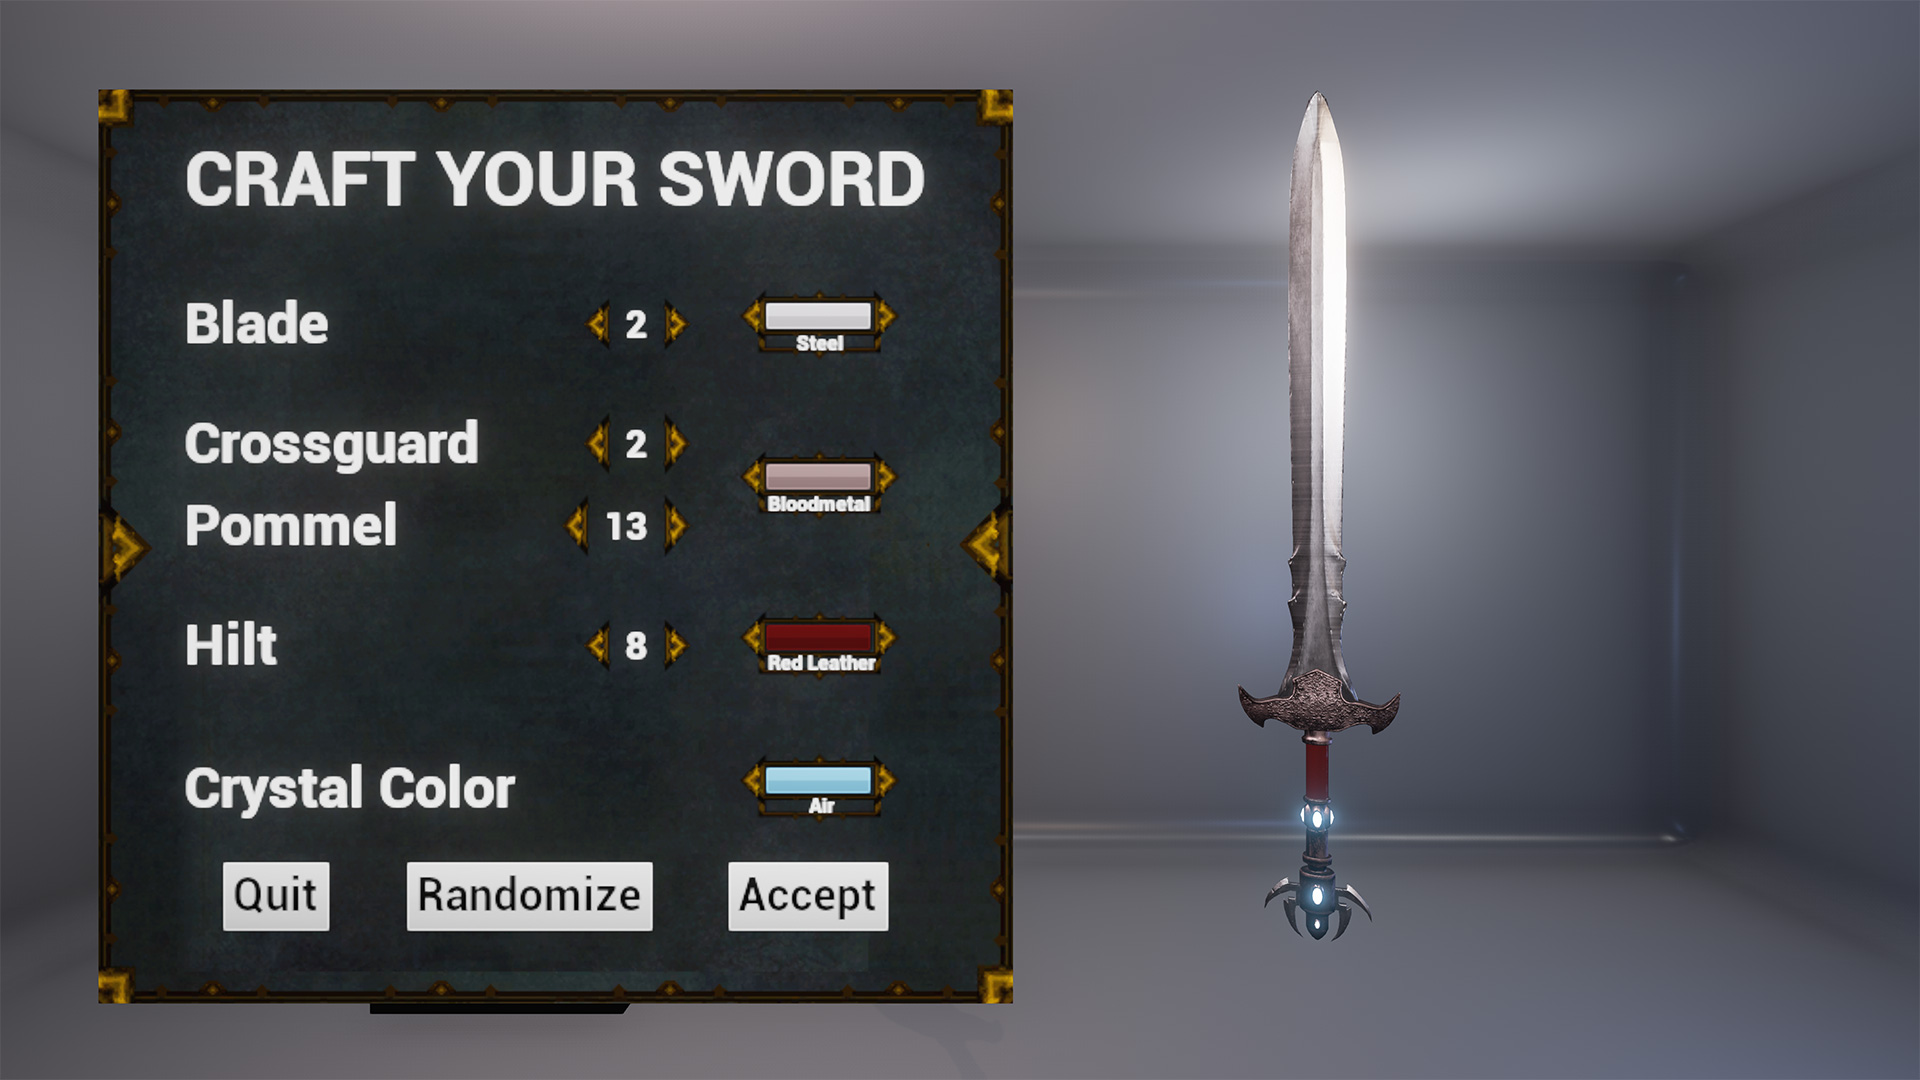 CRAFT YOUR SWORD
Blade 2
Steel
Crossguard 2
Bloodmetal
Pommel 13
Hilt 8
Red Leather
Crystal Color
Air
Quit Randomize Accept